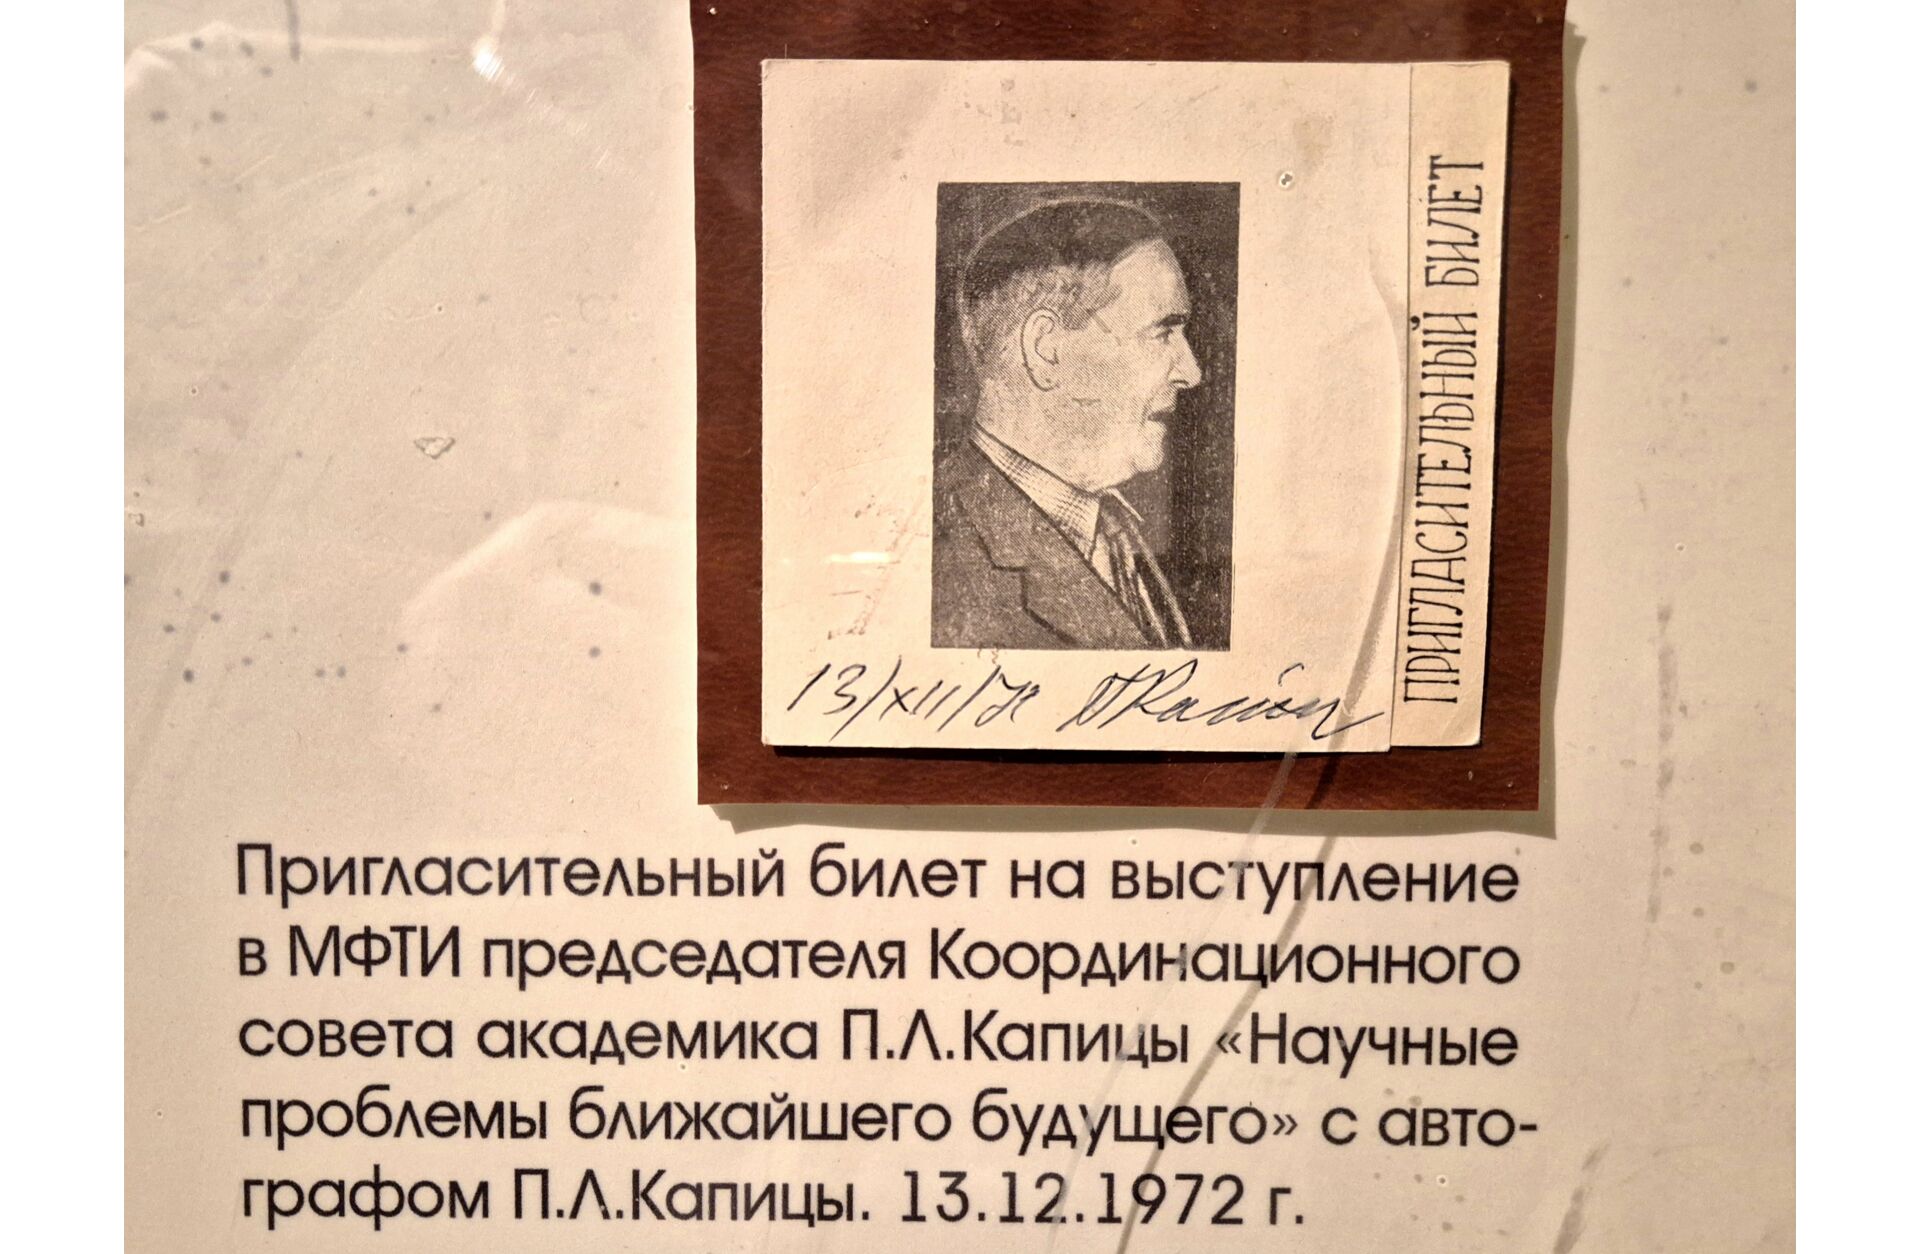 ПРИГЛАСИТЕЛЬНЫЙ БИЛЕТ
13/XII/72 ПКапица
Пригласительный билет на выступление
в МФТИ председателя Координационного
совета академика П.Л.Капицы «Научные
проблемы ближайшего будущего» с авто-
графом П.Л.Капицы. 13.12.1972 г.